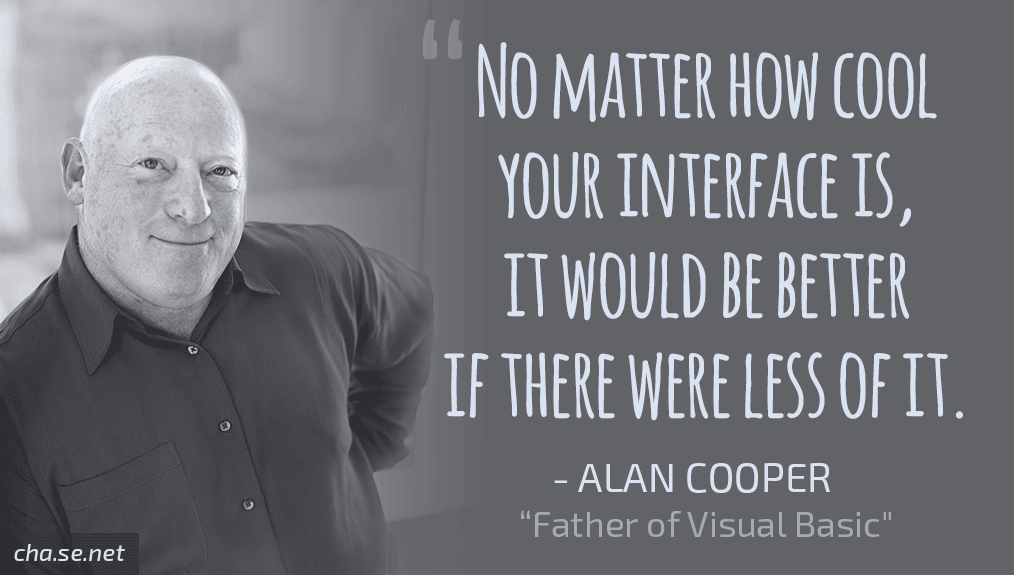 “
No matter how cool
your interface is,
it would be better
if there were less of it.
- ALAN COOPER
“Father of Visual Basic"
cha.se.net